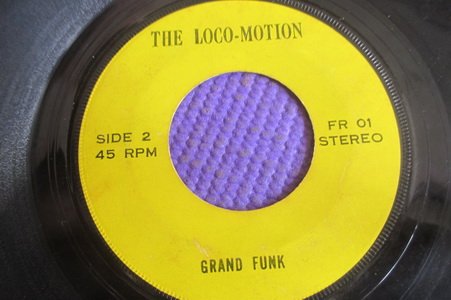 THE LOCO-MOTION
SIDE 2
45 RPM
FR 01
STEREO
GRAND FUNK